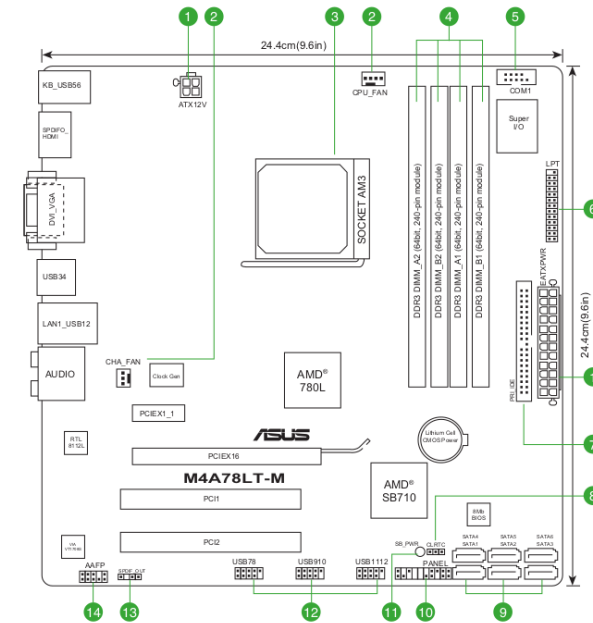 1
2
3
2
4
5
24.4cm(9.6in)
KB_USB56
ATX12V
CPU_FAN
COM1
SPDIFO_
HDMI
Super
I/O
LPT
DVI_VGA
SOCKET AM3
DDR3 DIMM_A2 (64bit, 240-pin module)
DDR3 DIMM_B2 (64bit, 240-pin module)
DDR3 DIMM_A1 (64bit, 240-pin module)
DDR3 DIMM_B1 (64bit, 240-pin module)
6
USB34
EATXPWR
24.4cm(9.6in)
LAN1_USB12
CHA_FAN
AUDIO
Clock Gen
AMD®
780L
PRI_IDE
1
PCIEX1_1
ASUS
Lithium Cell
CMOS Power
RTL
8112L
7
PCIEX16
M4A78LT-M
AMD®
SB710
PCI1
8
8Mb
BIOS
PCI2
SB_PWR
CLRTC
SATA4
SATA5
SATA6
SATA1
SATA2
SATA3
VIA
AAFP
SPDIF_OUT
USB78
USB910
USB1112
PANEL
14
13
12
11
10
9